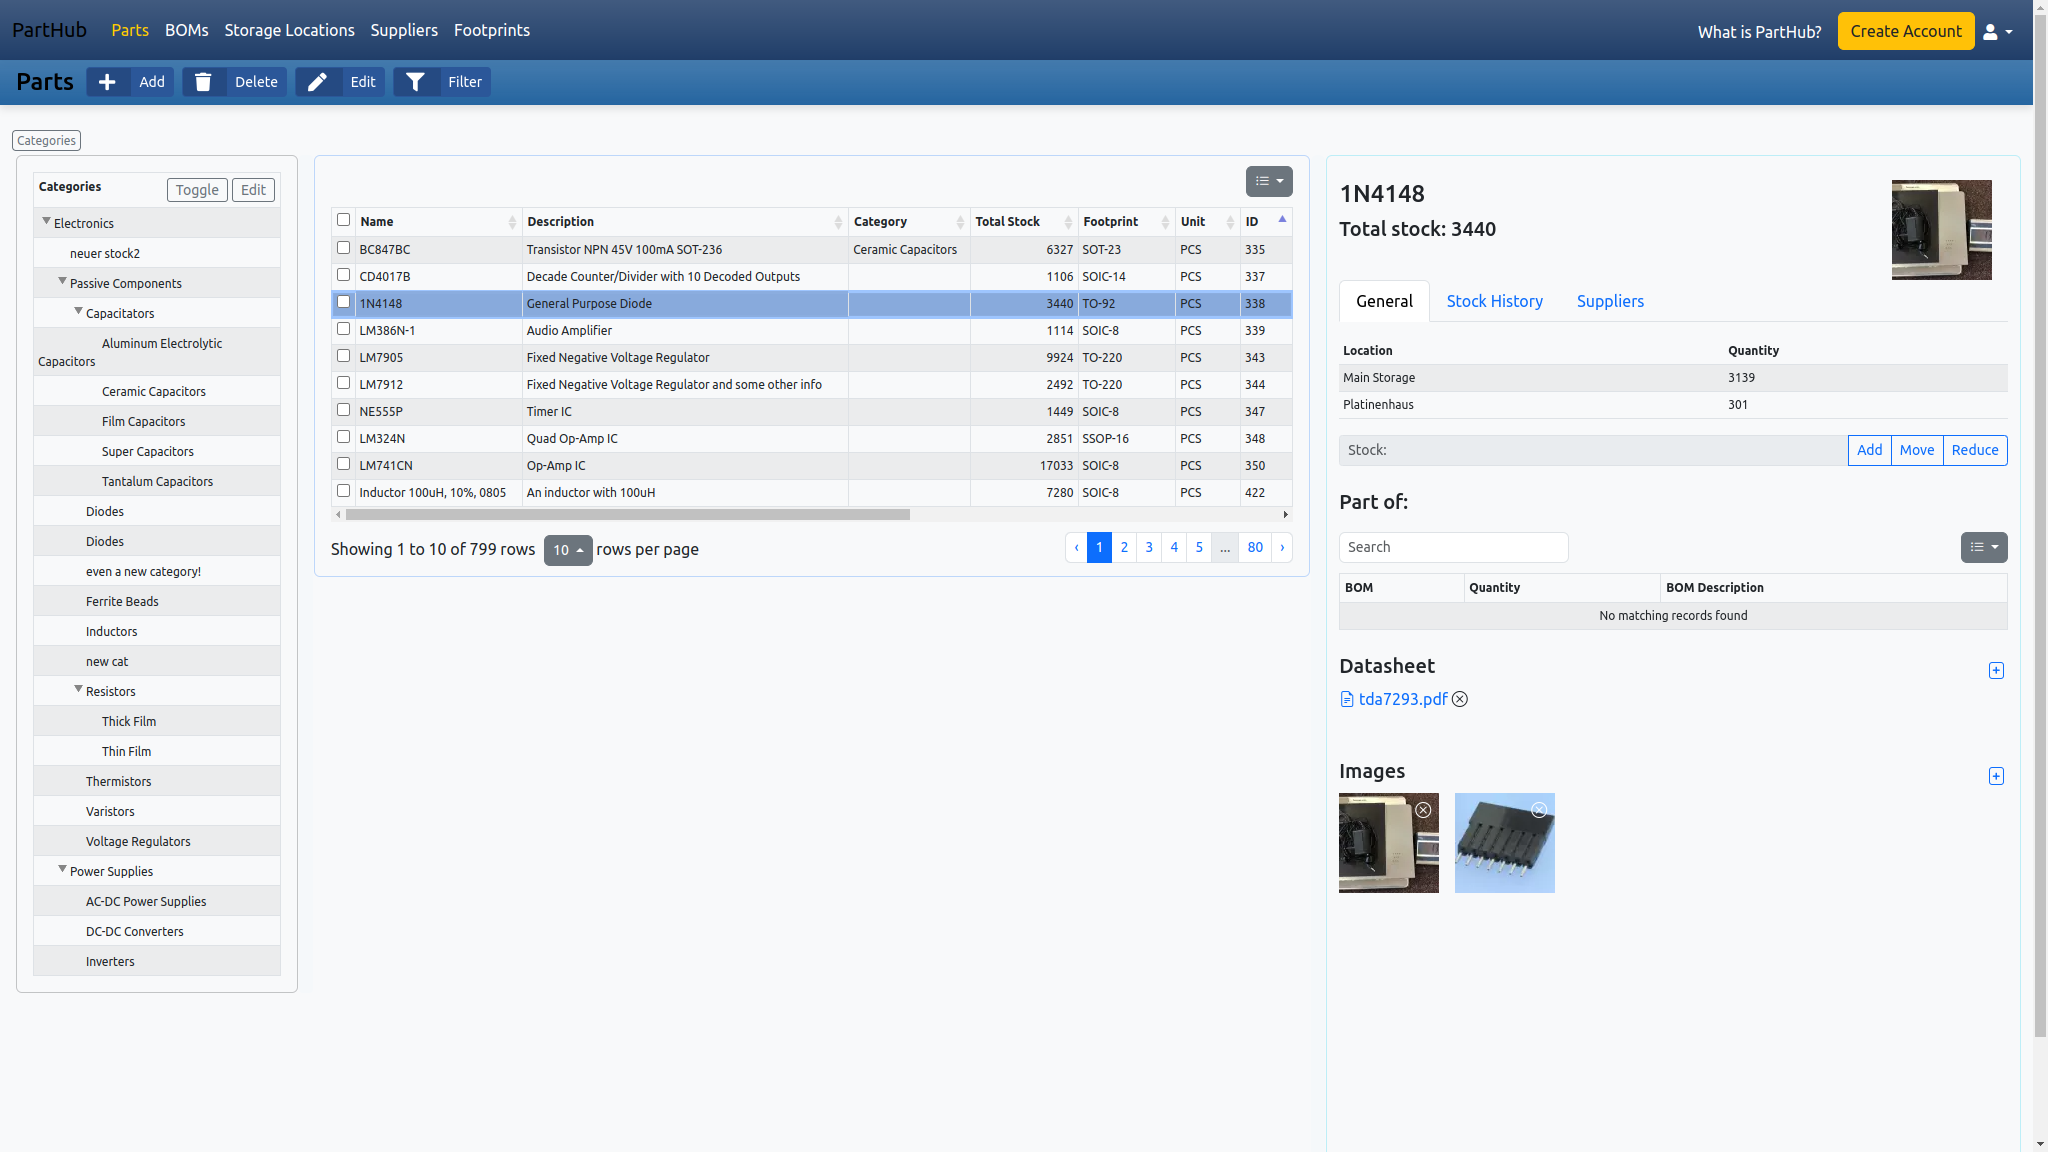 PartHub Parts BOMs Storage Locations Suppliers Footprints What is PartHub? Create Account
Parts Add Delete Edit Filter
Categories
Categories Toggle Edit
Electronics
neuer stock2
Passive Components
Capacitators
Aluminum Electrolytic
Capacitors
Ceramic Capacitors
Film Capacitors
Super Capacitors
Tantalum Capacitors
Diodes
Diodes
even a new category!
Ferrite Beads
Inductors
new cat
Resistors
Thick Film
Thin Film
Thermistors
Varistors
Voltage Regulators
Power Supplies
AC-DC Power Supplies
DC-DC Converters
Inverters
Name Description Category Total Stock Footprint Unit ID
BC847BC Transistor NPN 45V 100mA SOT-236 Ceramic Capacitors 6327 SOT-23 PCS 335
CD4017B Decade Counter/Divider with 10 Decoded Outputs 1106 SOIC-14 PCS 337
1N4148 General Purpose Diode 3440 TO-92 PCS 338
LM386N-1 Audio Amplifier 1114 SOIC-8 PCS 339
LM7905 Fixed Negative Voltage Regulator 9924 TO-220 PCS 343
LM7912 Fixed Negative Voltage Regulator and some other info 2492 TO-220 PCS 344
NE555P Timer IC 1449 SOIC-8 PCS 347
LM324N Quad Op-Amp IC 2851 SSOP-16 PCS 348
LM741CN Op-Amp IC 17033 SOIC-8 PCS 350
Inductor 100uH, 10%, 0805 An inductor with 100uH 7280 SOIC-8 PCS 422
Showing 1 to 10 of 799 rows 10 rows per page ‹ 1 2 3 4 5 ... 80 ›
1N4148
Total stock: 3440
General Stock History Suppliers
Location Quantity
Main Storage 3139
Platinenhaus 301
Stock: Add Move Reduce
Part of:
Search
BOM Quantity BOM Description
No matching records found
Datasheet
tda7293.pdf
Images